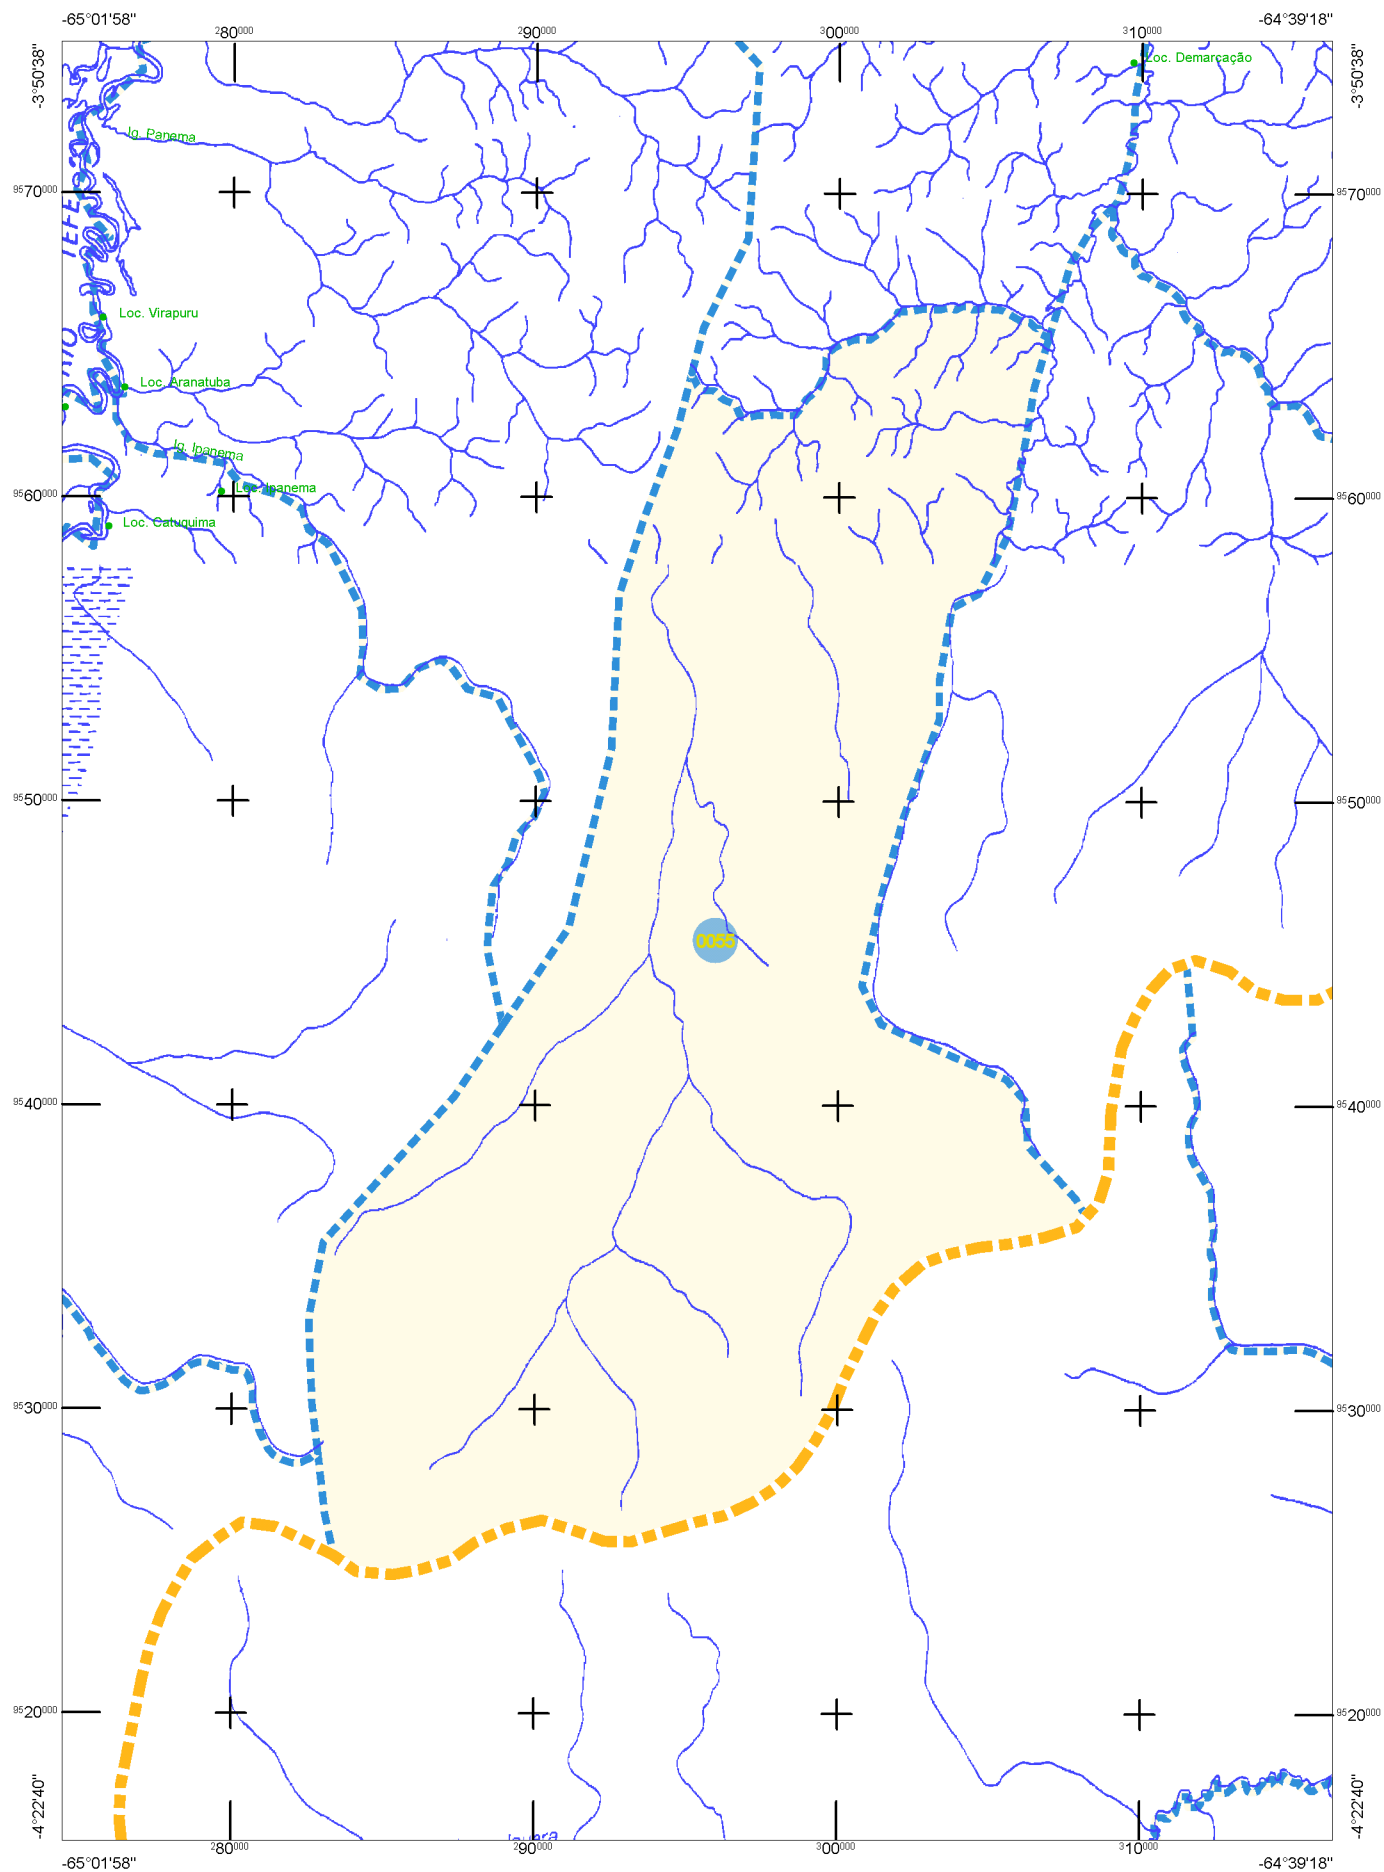 -65°01'58" -64°39'18"
280000 290000 300000 310000
-3°50'38" -3°50'38"
Loc. Demarcação
Ig. Panema
9570000 9570000
TEFÉ
RIO
Loc. Virapuru
Loc. Aranatuba
Ig. Ipanema
Loc. Ipanema
9560000 9560000
Loc. Catuquima
9550000 9550000
0055
9540000 9540000
9530000 9530000
9520000 9520000
-4°22'40" -4°22'40"
280000 290000 300000 310000
-65°01'58" -64°39'18"